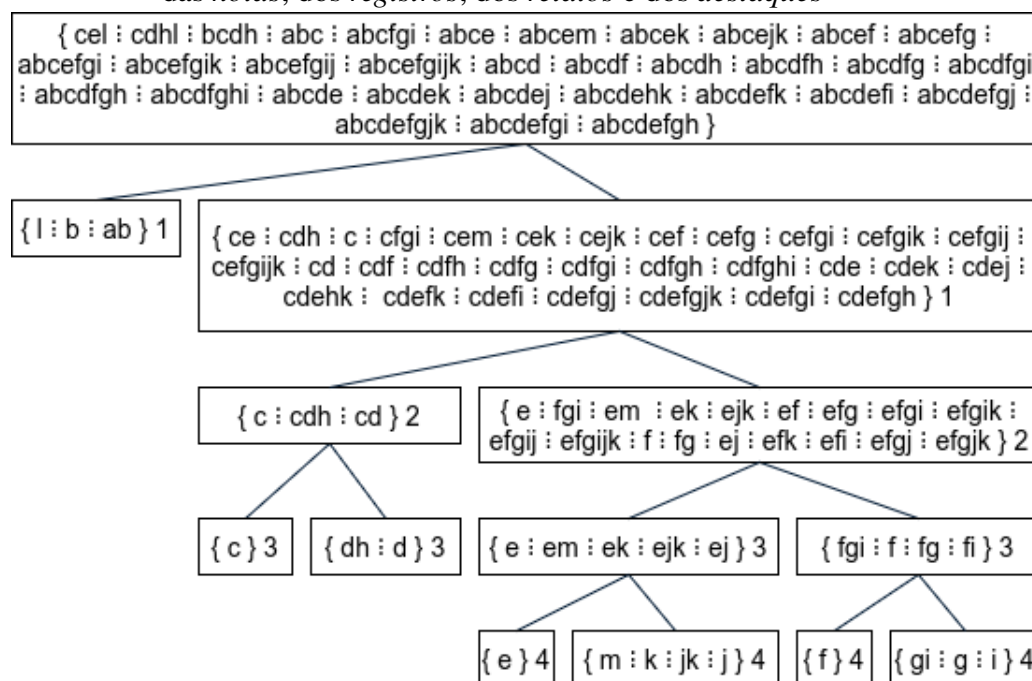 das notas, dos registros, dos relatos e dos destaques
{ cel ⁝ cdhl ⁝ bcdh ⁝ abc ⁝ abcfgi ⁝ abce ⁝ abcem ⁝ abcek ⁝ abcejk ⁝ abcef ⁝ abcefg ⁝
abcefgi ⁝ abcefgik ⁝ abcefgij ⁝ abcefgijk ⁝ abcd ⁝ abcdf ⁝ abcdh ⁝ abcdfh ⁝ abcdfg ⁝ abcdfgi
⁝ abcdfgh ⁝ abcdfghi ⁝ abcde ⁝ abcdek ⁝ abcdej ⁝ abcdehk ⁝ abcdefk ⁝ abcdefi ⁝ abcdefgj ⁝
abcdefgjk ⁝ abcdefgi ⁝ abcdefgh }
{ l ⁝ b ⁝ ab } 1
{ ce ⁝ cdh ⁝ c ⁝ cfgi ⁝ cem ⁝ cek ⁝ cejk ⁝ cef ⁝ cefg ⁝ cefgi ⁝ cefgik ⁝ cefgij ⁝
cefgijk ⁝ cd ⁝ cdf ⁝ cdfh ⁝ cdfg ⁝ cdfgi ⁝ cdfgh ⁝ cdfghi ⁝ cde ⁝ cdek ⁝ cdej ⁝
cdehk ⁝ cdefk ⁝ cdefi ⁝ cdefgj ⁝ cdefgjk ⁝ cdefgi ⁝ cdefgh } 1
{ c ⁝ cdh ⁝ cd } 2
{ e ⁝ fgi ⁝ em ⁝ ek ⁝ ejk ⁝ ef ⁝ efg ⁝ efgi ⁝ efgik ⁝
efgij ⁝ efgijk ⁝ f ⁝ fg ⁝ ej ⁝ efk ⁝ efi ⁝ efgj ⁝ efgjk } 2
{ c } 3
{ dh ⁝ d } 3
{ e ⁝ em ⁝ ek ⁝ ejk ⁝ ej } 3
{ fgi ⁝ f ⁝ fg ⁝ fi } 3
{ e } 4
{ m ⁝ k ⁝ jk ⁝ j } 4
{ f } 4
{ gi ⁝ g ⁝ i } 4